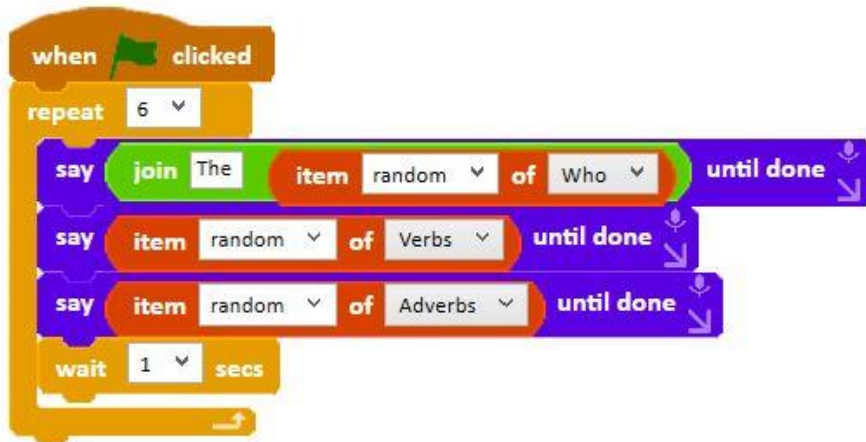 when clicked
repeat 6
say join The item random of Who until done
say item random of Verbs until done
say item random of Adverbs until done
wait 1 secs